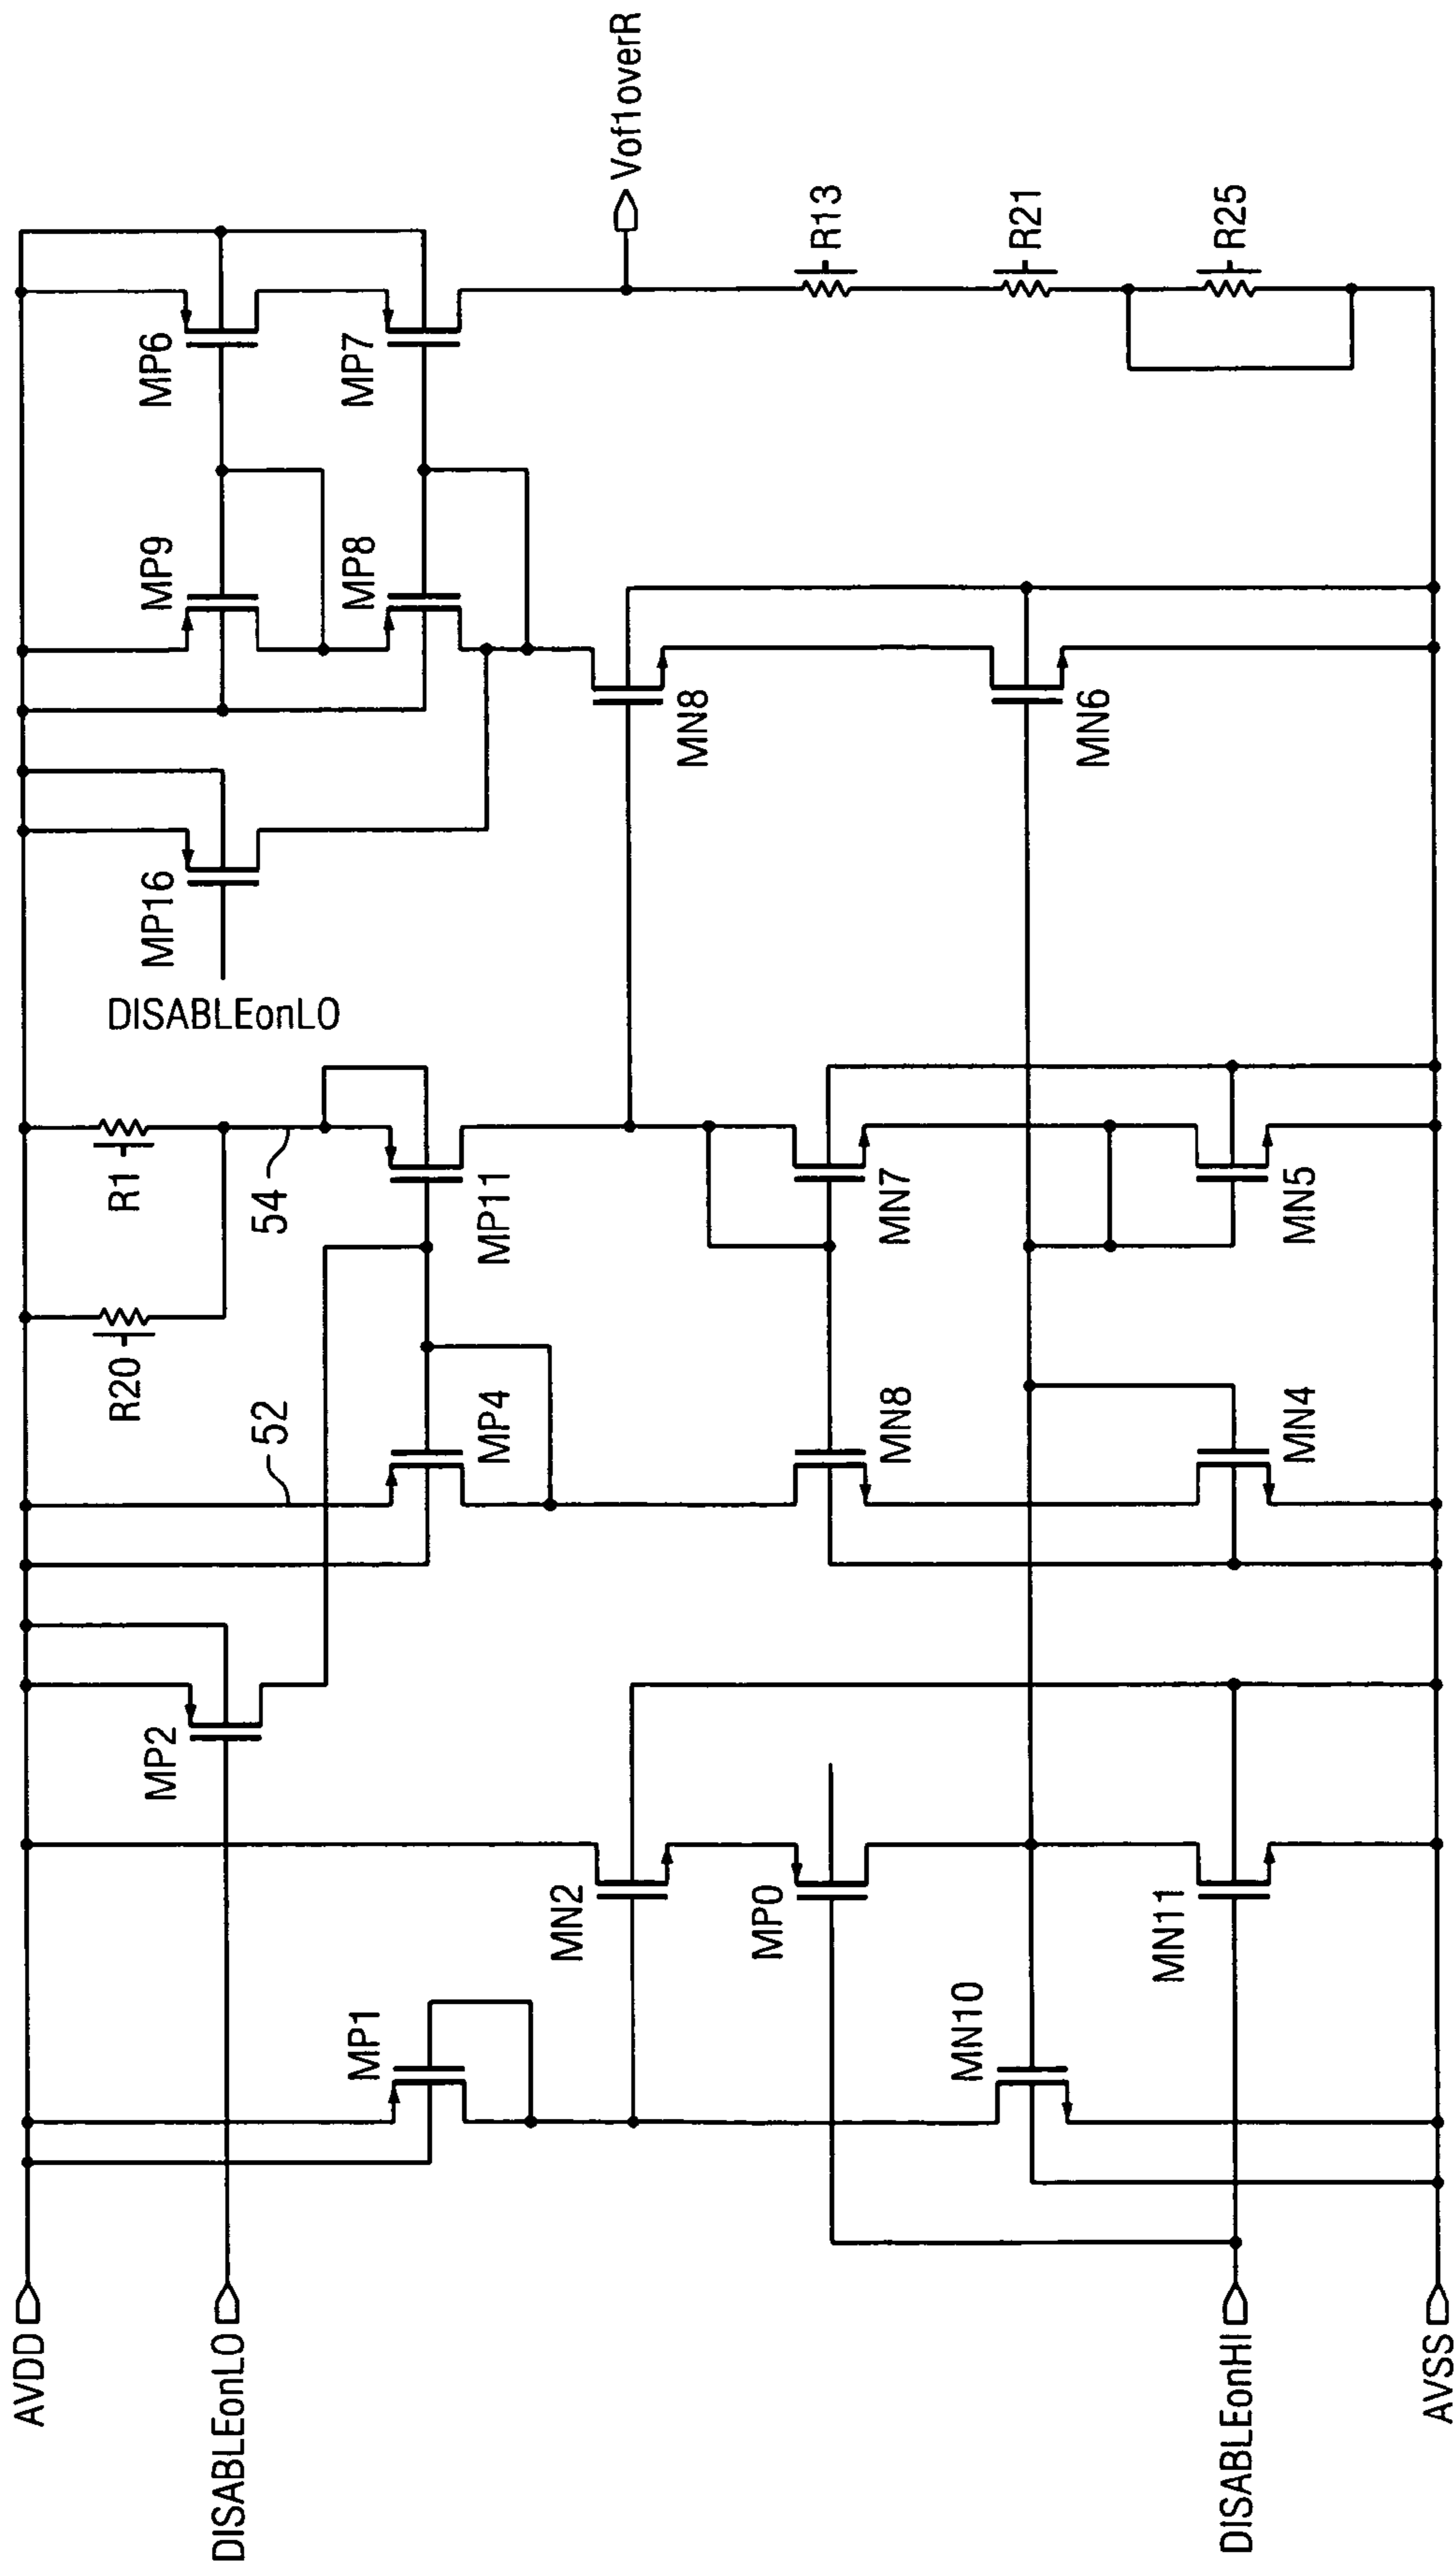 AVDD
DISABLEonLO
DISABLEonHI
AVSS
MP1
MN10
MN2
MP0
MN11
MP2
52
MP4
MN8
MN4
R20
R1
54
MP11
MN7
MN5
DISABLEonLO
MP16
MN8
MN6
MP9
MP8
MP6
MP7
Vof1overR
R13
R21
R25